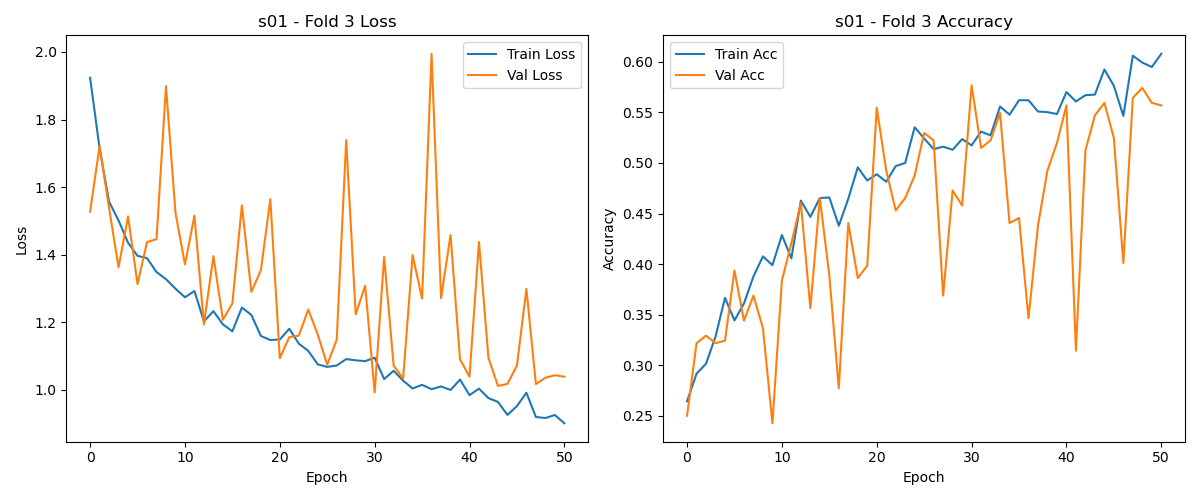 s01 - Fold 3 Loss
Train Loss
Val Loss
2.0
1.8
1.6
1.4
1.2
1.0
Loss
0 10 20 30 40 50
Epoch
s01 - Fold 3 Accuracy
Train Acc
Val Acc
0.60
0.55
0.50
0.45
0.40
0.35
0.30
0.25
Accuracy
0 10 20 30 40 50
Epoch